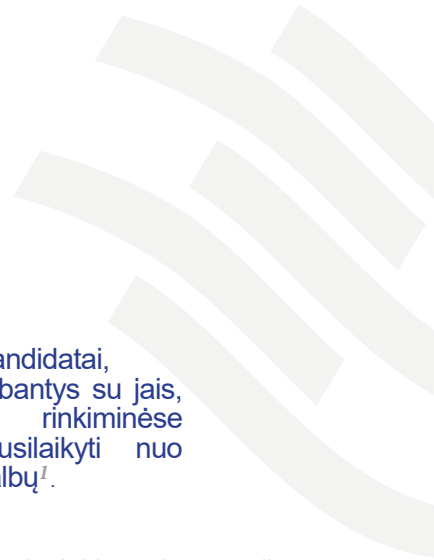 andidatai,
bantys su jais,
rinkiminėse
usilaikyti nuo
albų¹.